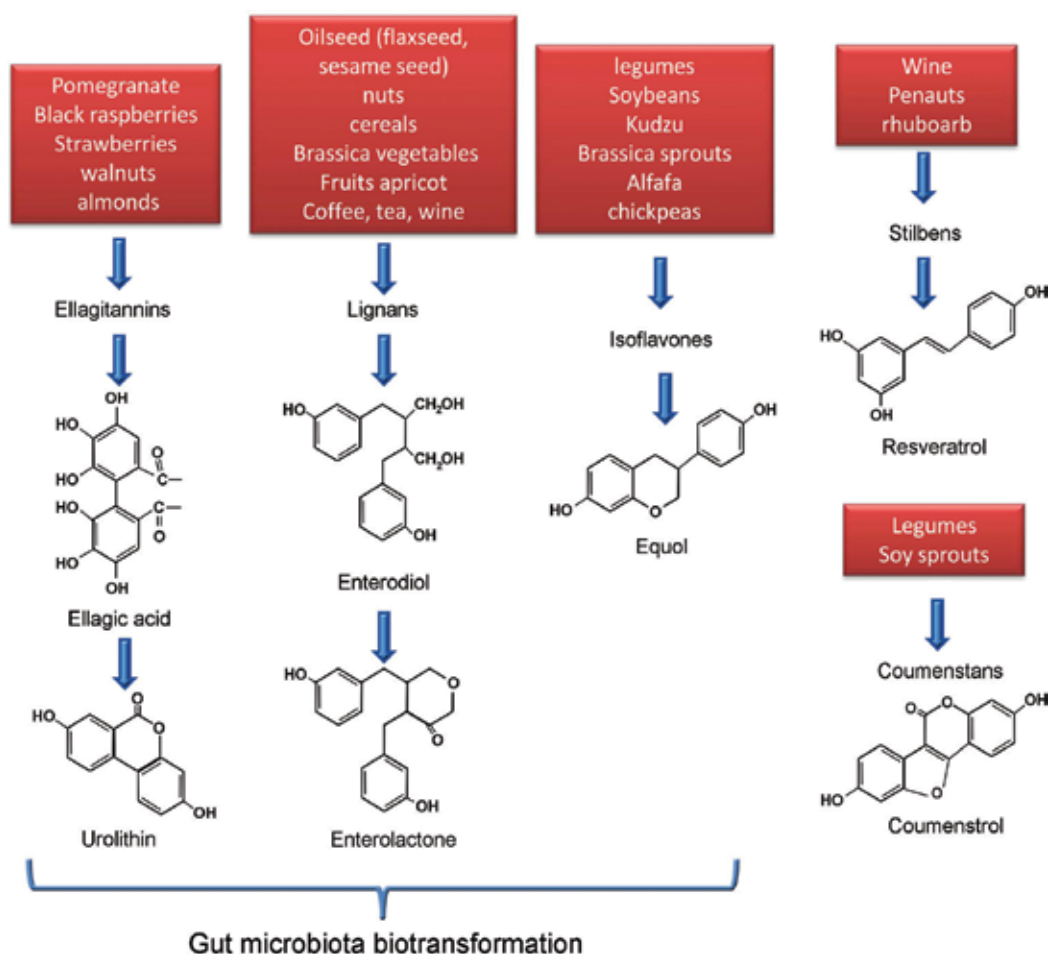 Pomegranate
Black raspberries
Strawberries
walnuts
almonds
Ellagitannins
OH
HO
HO
O
C
HO
C
HO
O
HO
OH
Ellagic acid
O
HO
O
OH
Urolithin
Oilseed (flaxseed,
sesame seed)
nuts
cereals
Brassica vegetables
Fruits apricot
Coffee, tea, wine
Lignans
HO
CH2OH
CH2OH
OH
Enterodiol
HO
O
O
OH
Enterolactone
legumes
Soybeans
Kudzu
Brassica sprouts
Alfafa
chickpeas
Isoflavones
OH
HO
O
Equol
Wine
Penauts
rhuboarb
Stilbens
OH
HO
OH
Resveratrol
Legumes
Soy sprouts
Coumenstans
OH
O
O
HO
O
Coumenstrol
Gut microbiota biotransformation